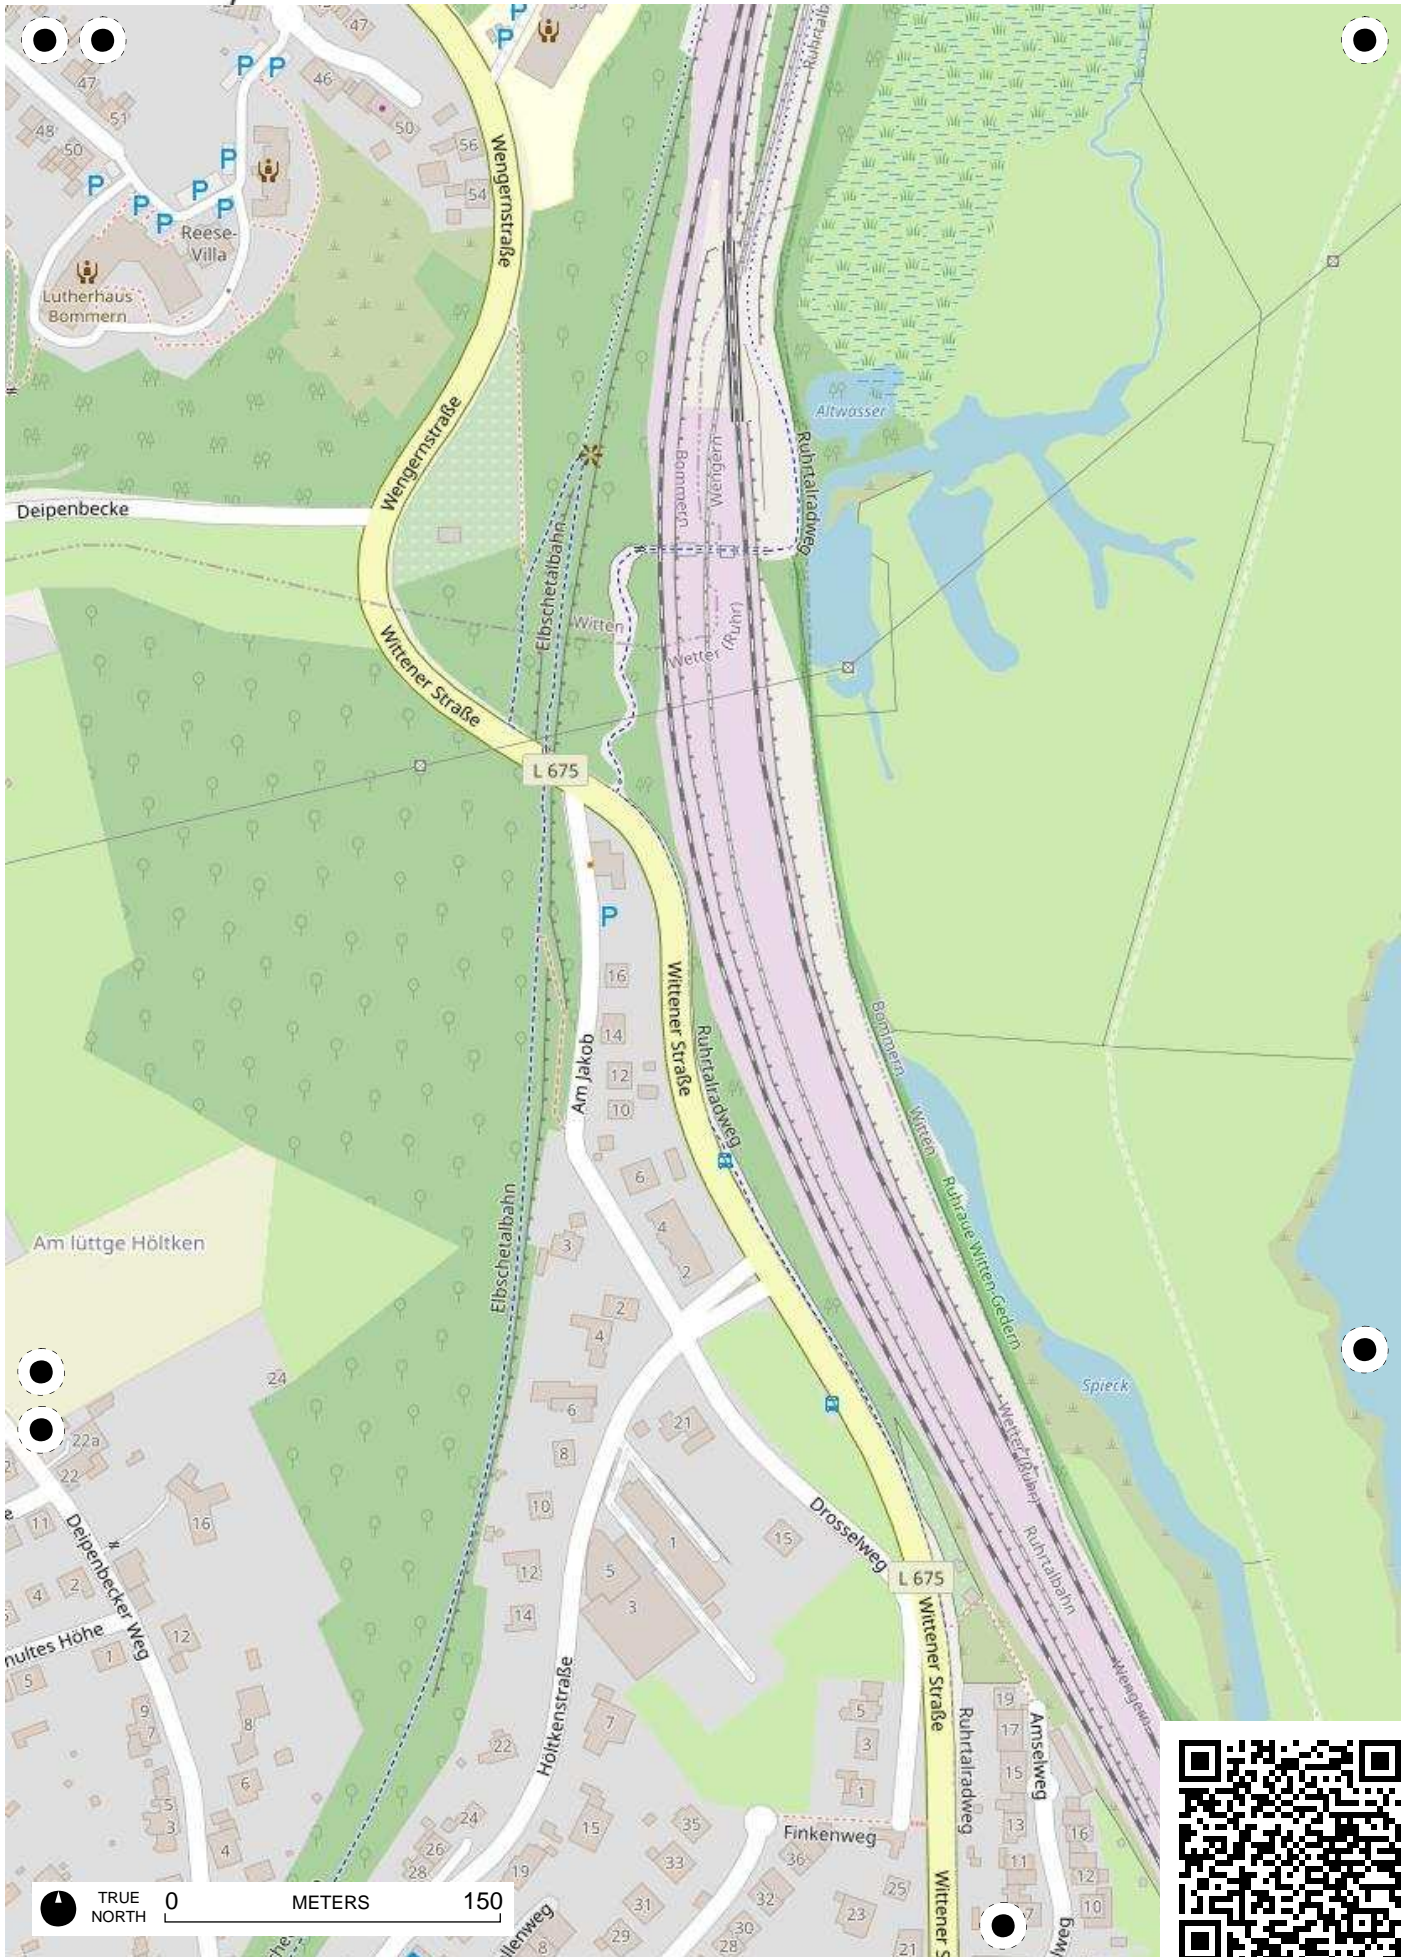 47
47
46
50
51
48
50
56
54
P
P
P
P
P
P
P
P
P
P
Wengernstraße
Reese-
Villa
Lutherhaus
Bommern
Altwasser
Wengernstraße
Ruhrtalradweg
Bommern
Wengern
Deipenbecke
Elbschetalbahn
Witten
Wetter (Ruhr)
Wittener Straße
L 675
P
16
14
12
10
Am Jakob
Wittener Straße
Ruhrtalradweg
Bommern
Witten
Ruhraue Witten-Gedern
6
4
2
3
Elbschetalbahn
Am lüttge Höltken
2
4
6
8
24
21
Spieck
Wetter (Ruhr)
22a
22
11
16
10
1
15
Drosselweg
Ruhrtalbahn
L 675
Deipenbecker Weg
2
4
12
5
3
14
12
1
5
Wittener Straße
Wengern
Höltkenstraße
9
7
8
7
22
5
3
1
19
17
15
Amselweg
Ruhrtalradweg
6
5
3
4
24
26
28
15
35
33
Finkenweg
36
13
16
11
12
10
19
31
29
32
30
28
25
23
21
8
TRUE
NORTH
0
METERS
150